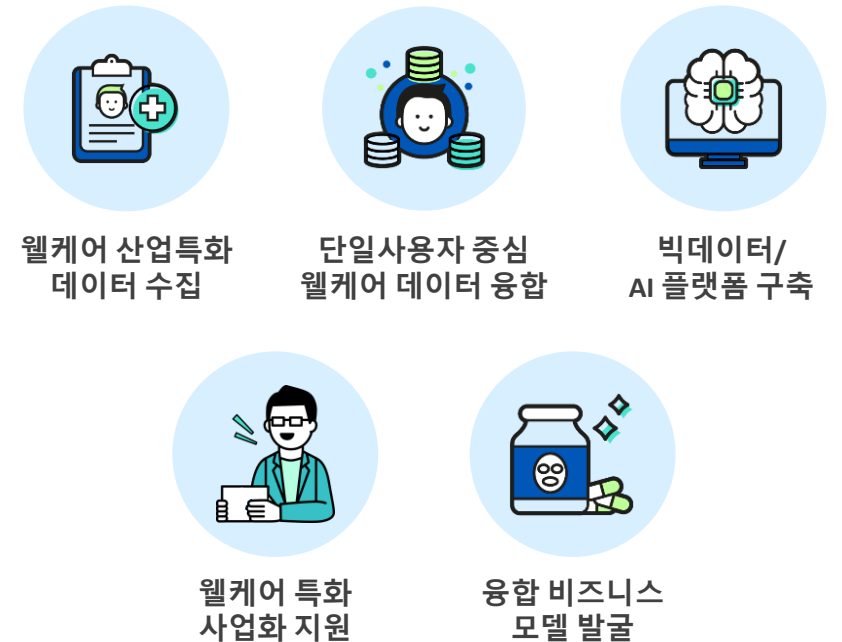 웰케어 산업특화
데이터 수집
단일사용자 중심
웰케어 데이터 융합
빅데이터/
AI 플랫폼 구축
웰케어 특화
사업화 지원
융합 비즈니스
모델 발굴